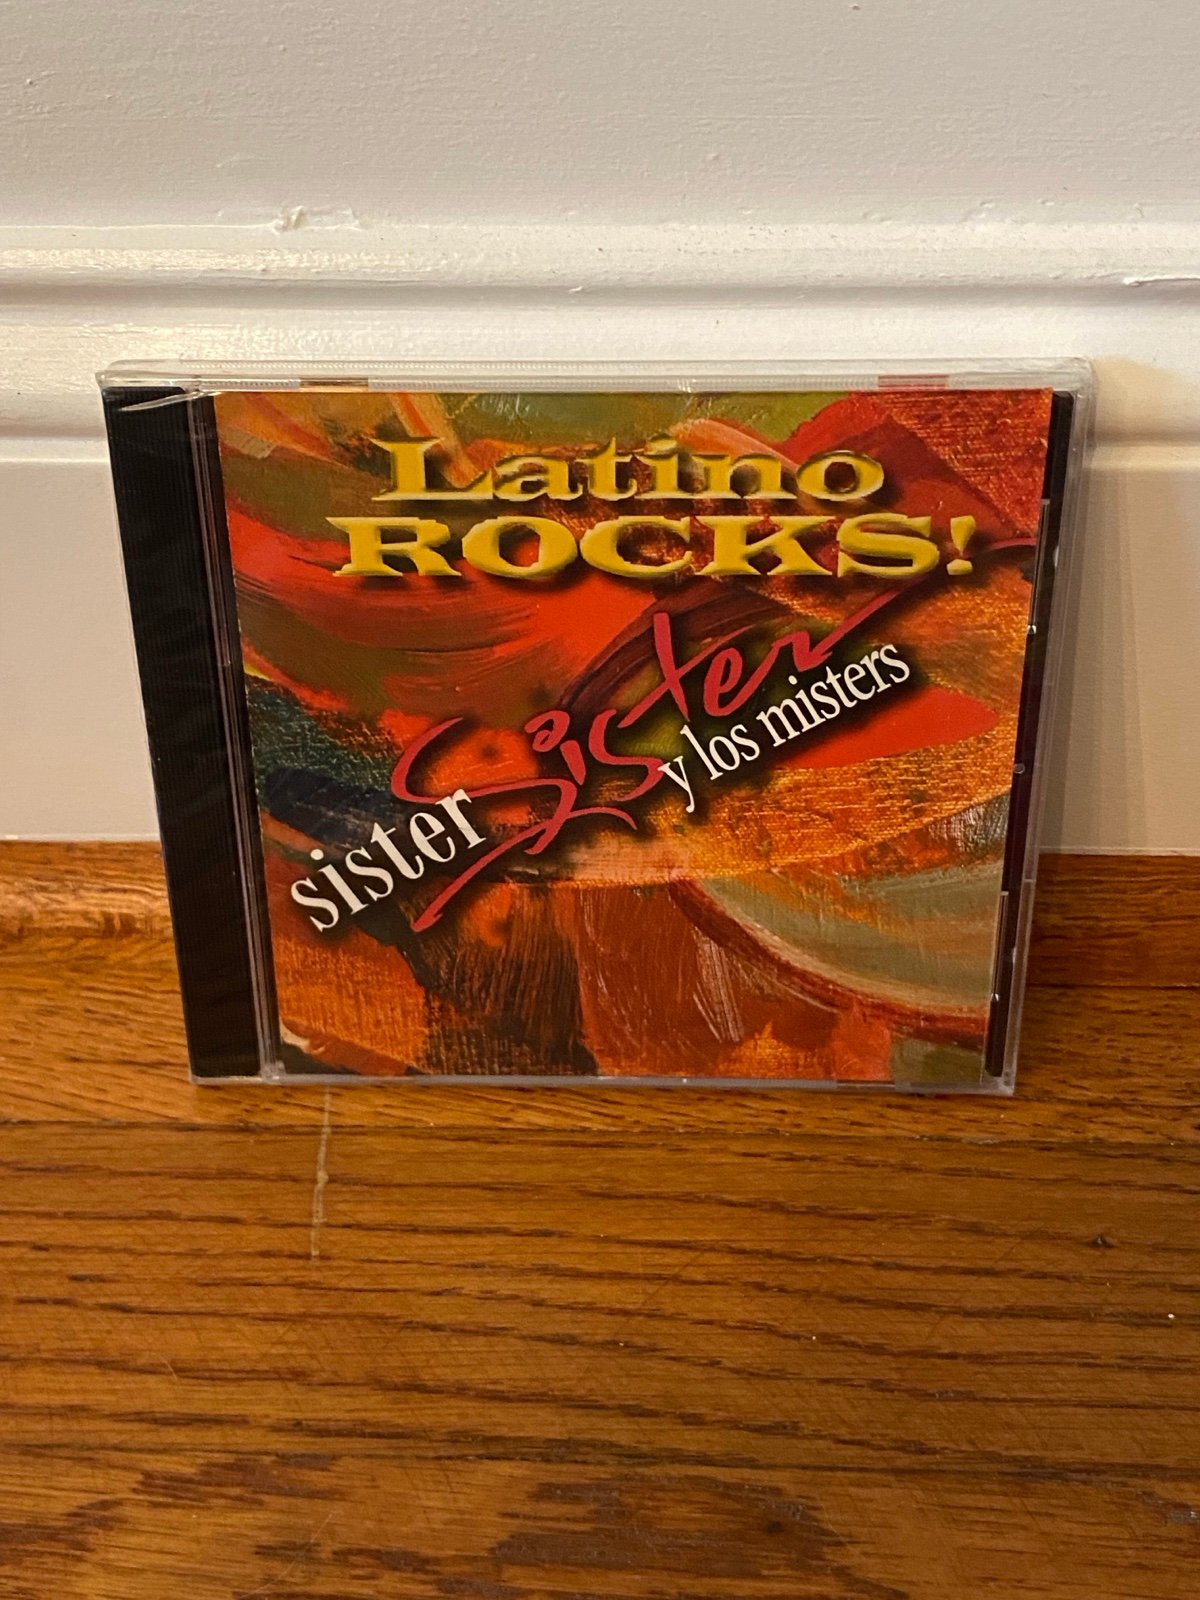 Latino
ROCKS!
sister Sister y los misters